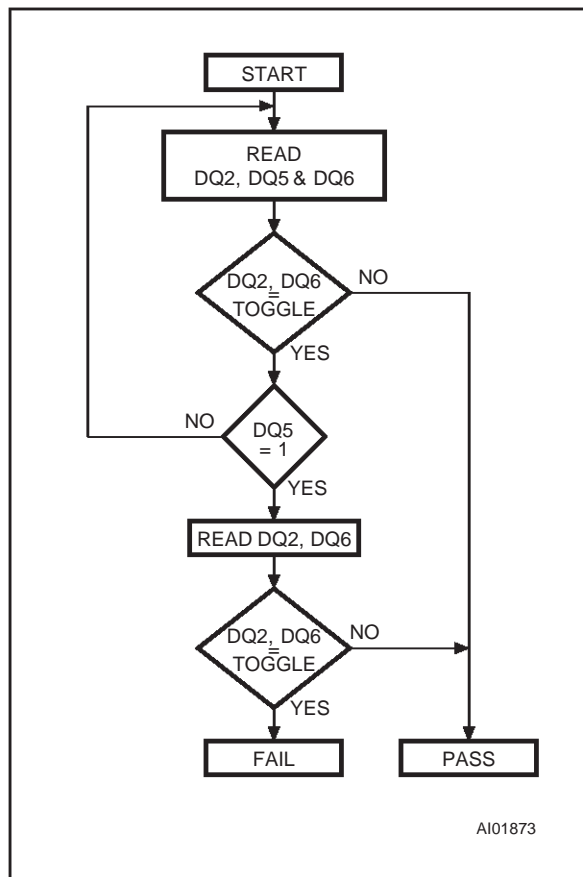 START
READ
DQ2, DQ5 & DQ6
DQ2, DQ6
=
TOGGLE
NO
YES
NO
DQ5
= 1
YES
READ DQ2, DQ6
DQ2, DQ6
=
TOGGLE
NO
YES
FAIL
PASS
AI01873